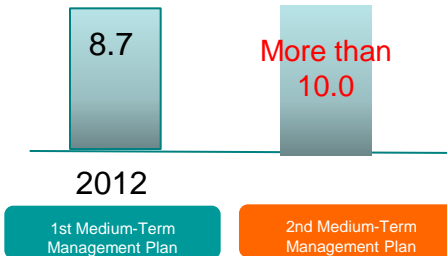 8.7
More than
10.0
2012
1st Medium-Term
Management Plan
2nd Medium-Term
Management Plan